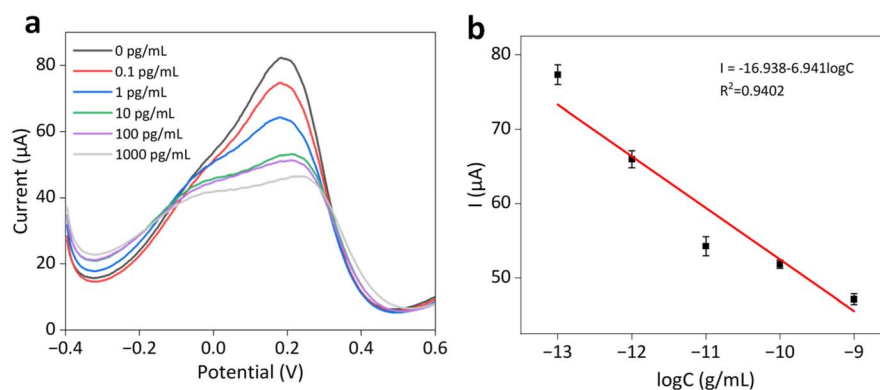 a
0 pg/mL
0.1 pg/mL
1 pg/mL
10 pg/mL
100 pg/mL
1000 pg/mL
Current (μA)
80
60
40
20
0
−0.4
−0.2
0.0
0.2
0.4
0.6
Potential (V)
b
I = -16.938-6.941logC
R²=0.9402
I (μA)
80
70
60
50
−13
−12
−11
−10
−9
logC (g/mL)